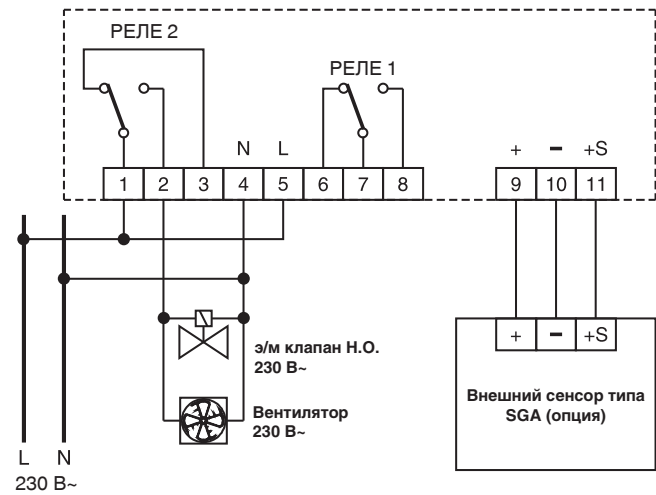 РЕЛЕ 2
РЕЛЕ 1
N L + − +S
1 2 3 4 5 6 7 8 9 10 11
+ − +S
э/м клапан Н.О.
230 В~
Внешний сенсор типа
SGA (опция)
Вентилятор
230 В~
L N
230 В~